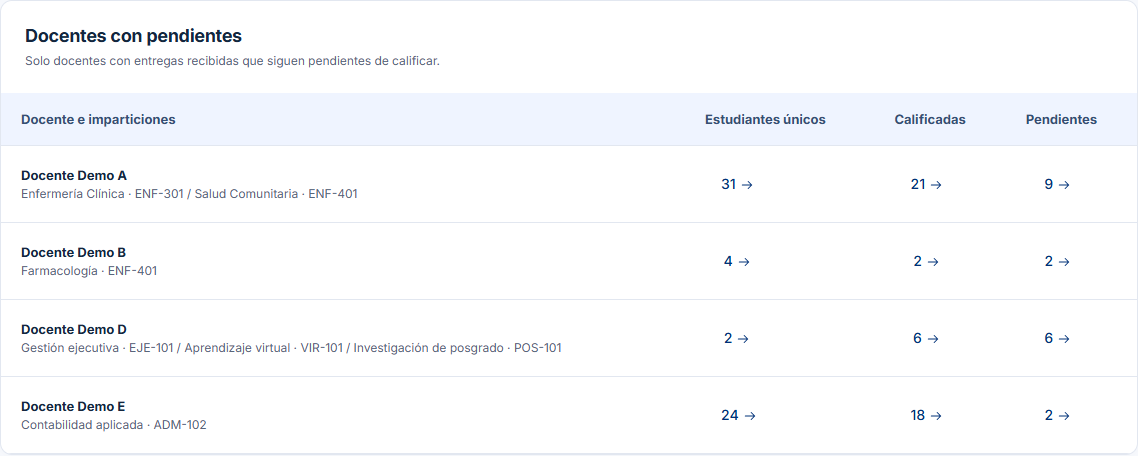 Docentes con pendientes
Solo docentes con entregas recibidas que siguen pendientes de calificar.
Docente e imparticiones Estudiantes únicos Calificadas Pendientes
Docente Demo A
Enfermería Clínica · ENF-301 / Salud Comunitaria · ENF-401
31 → 21 → 9 →
Docente Demo B
Farmacología · ENF-401
4 → 2 → 2 →
Docente Demo D
Gestión ejecutiva · EJE-101 / Aprendizaje virtual · VIR-101 / Investigación de posgrado · POS-101
2 → 6 → 6 →
Docente Demo E
Contabilidad aplicada · ADM-102
24 → 18 → 2 →